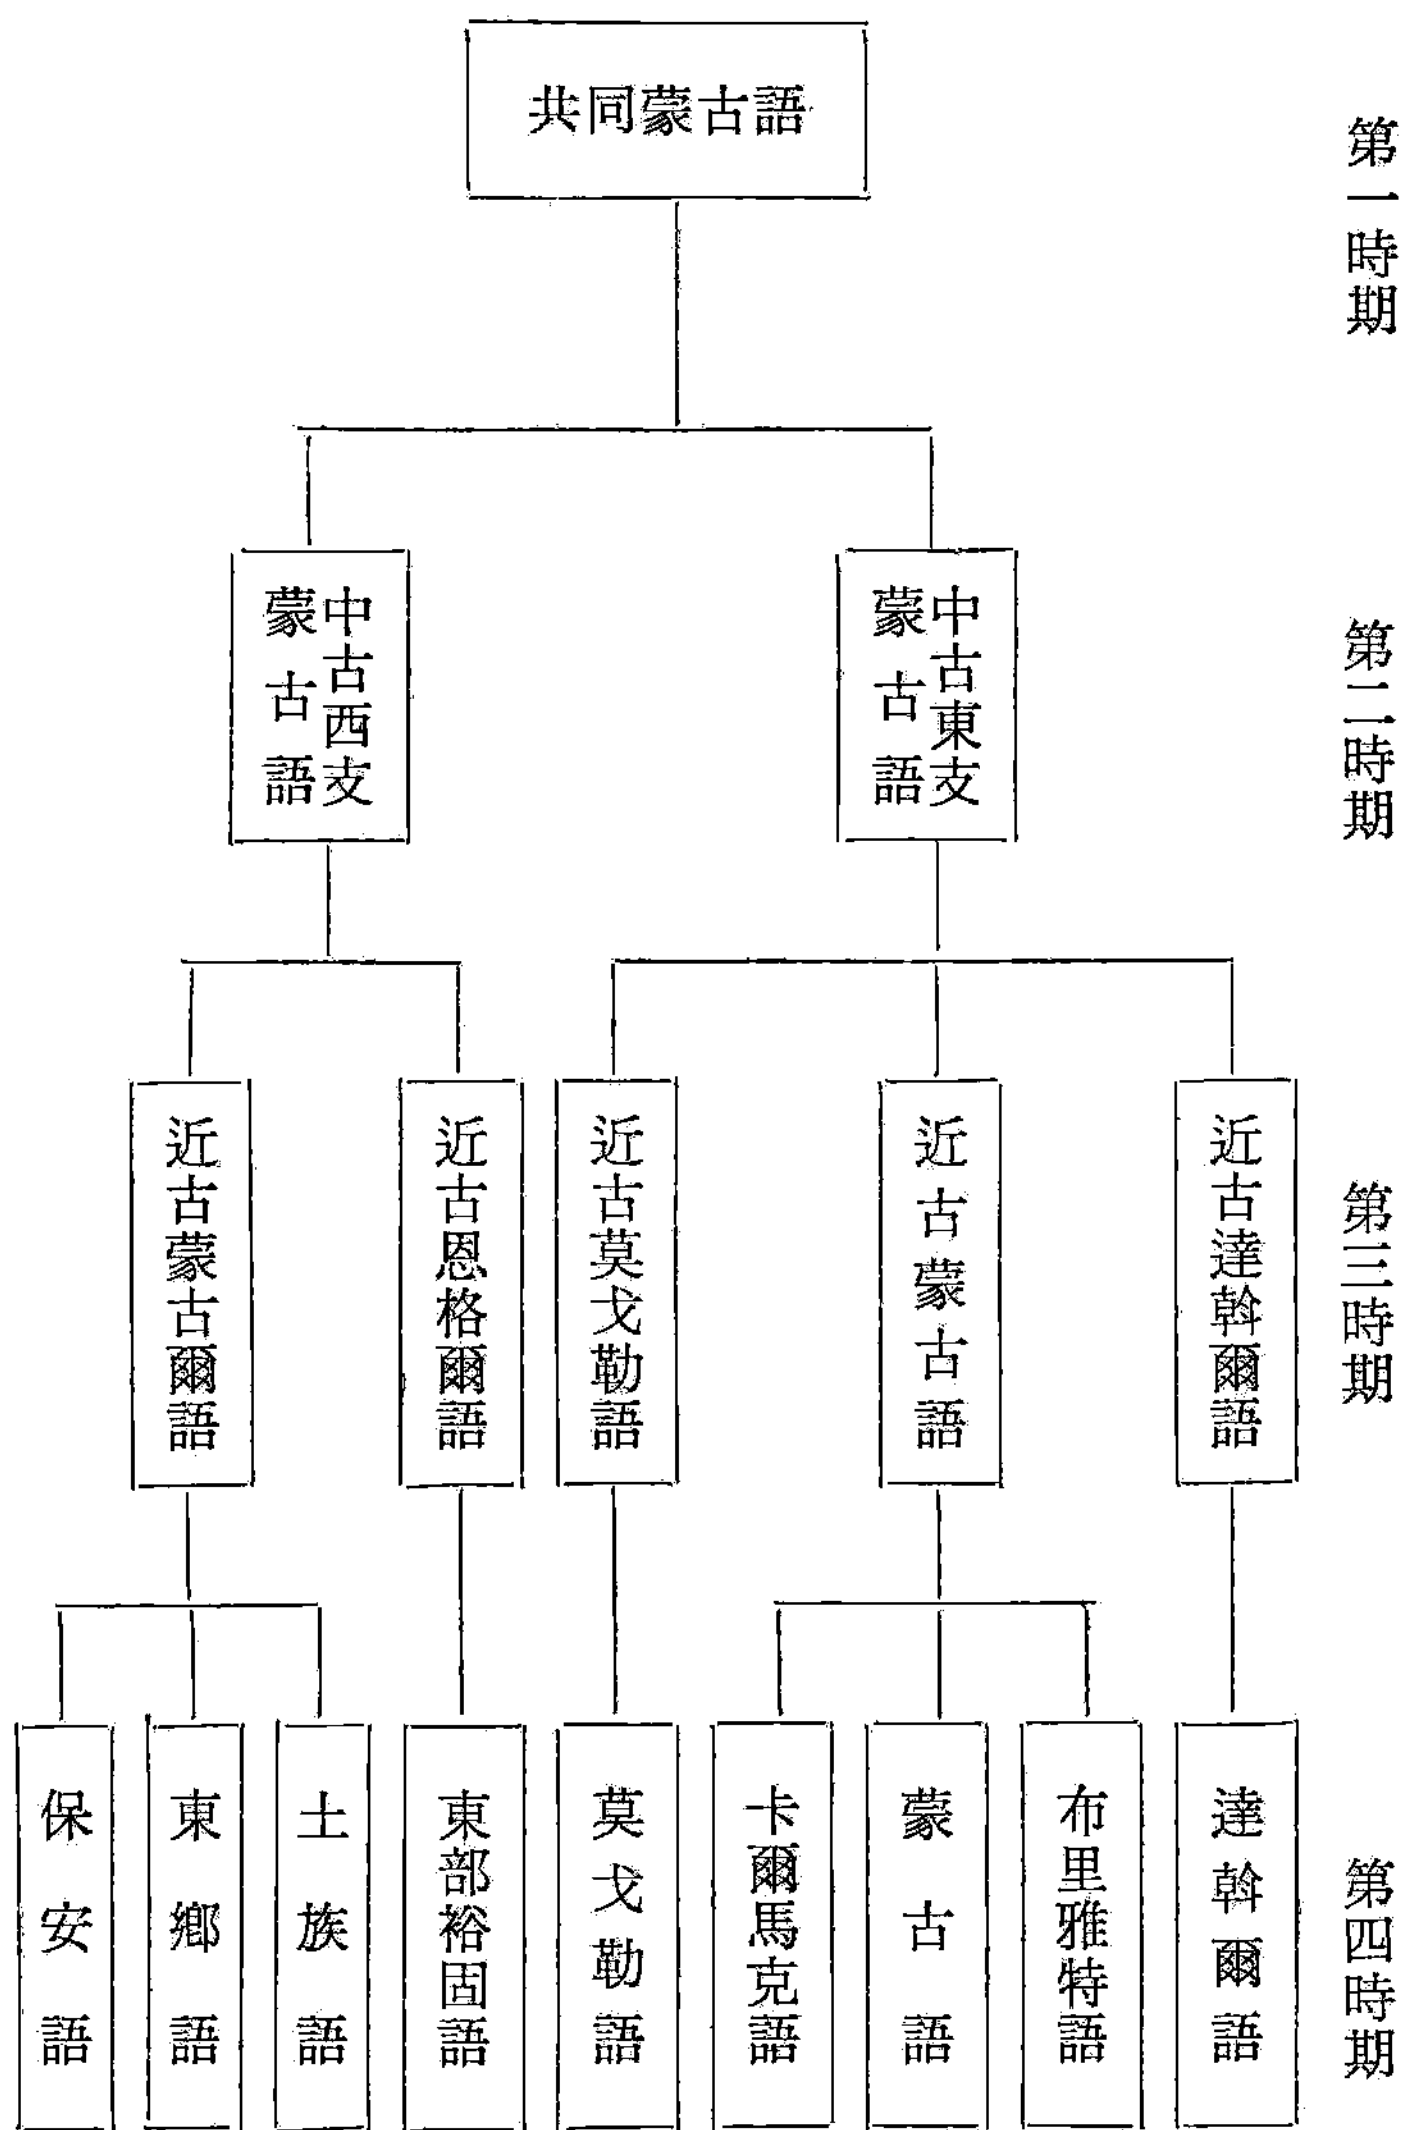 共同蒙古語
第一時期
中古西支
蒙古語
中古東支
蒙古語
第二時期
近古蒙古爾語
近古恩格爾語
近古莫戈勒語
近古蒙古語
近古達斡爾語
第三時期
保安語
東鄉語
土族語
東部裕固語
莫戈勒語
卡爾馬克語
蒙古語
布里雅特語
達斡爾語
第四時期